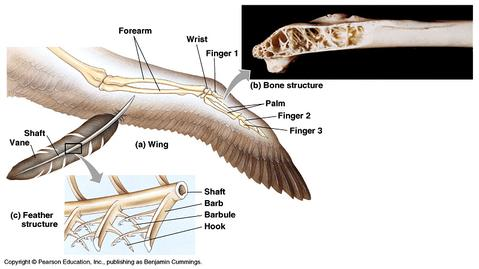 Forearm
Wrist
Finger 1
(b) Bone structure
Palm
Finger 2
Finger 3
Shaft
Vane
(a) Wing
Shaft
Barb
Barbule
Hook
(c) Feather
structure
Copyright © Pearson Education, Inc., publishing as Benjamin Cummings.